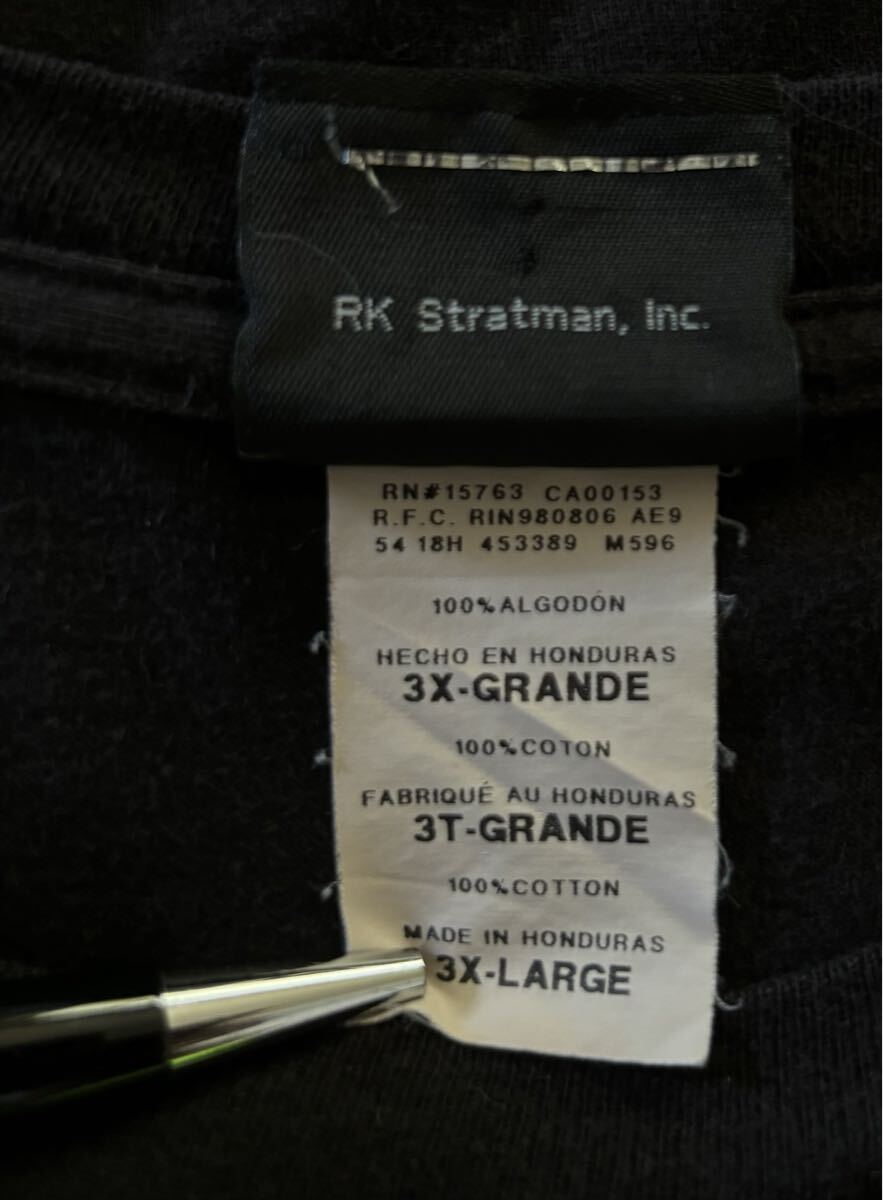 RK Stratman, Inc.
RN#15763 CA00153
R.F.C. RIN980806 AE9
54 18H 453389 M596
100%ALGODÓN
HECHO EN HONDURAS
3X-GRANDE
100%COTON
FABRIQUÉ AU HONDURAS
3T-GRANDE
100%COTTON
MADE IN HONDURAS
3X-LARGE